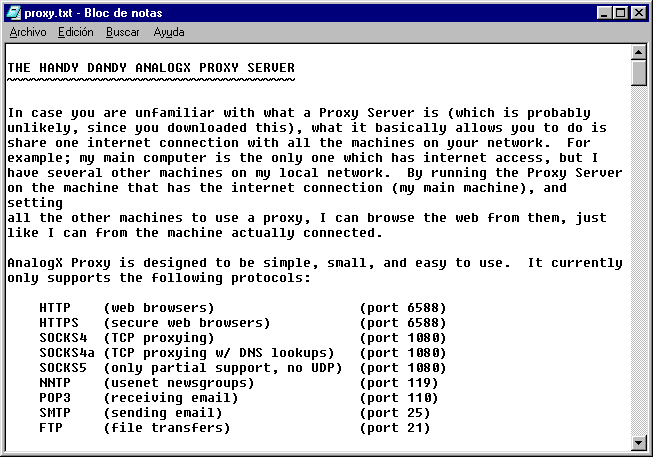 proxy.txt - Bloc de notas
Archivo Edición Buscar Ayuda
THE HANDY DANDY ANALOGX PROXY SERVER
~~~~~~~~~~~~~~~~~~~~~~~~~~~~~~~~~~~~
In case you are unfamiliar with what a Proxy Server is (which is probably
unlikely, since you downloaded this), what it basically allows you to do is
share one internet connection with all the machines on your network.  For
example; my main computer is the only one which has internet access, but I
have several other machines on my local network.  By running the Proxy Server
on the machine that has the internet connection (my main machine), and
setting
all the other machines to use a proxy, I can browse the web from them, just
like I can from the machine actually connected.
AnalogX Proxy is designed to be simple, small, and easy to use.  It currently
only supports the following protocols:
HTTP    (web browsers)                  (port 6588)
HTTPS   (secure web browsers)           (port 6588)
SOCKS4  (TCP proxying)                  (port 1080)
SOCKS4a (TCP proxying w/ DNS lookups)   (port 1080)
SOCKS5  (only partial support, no UDP)  (port 1080)
NNTP    (usenet newsgroups)             (port 119)
POP3    (receiving email)               (port 110)
SMTP    (sending email)                 (port 25)
FTP     (file transfers)                (port 21)